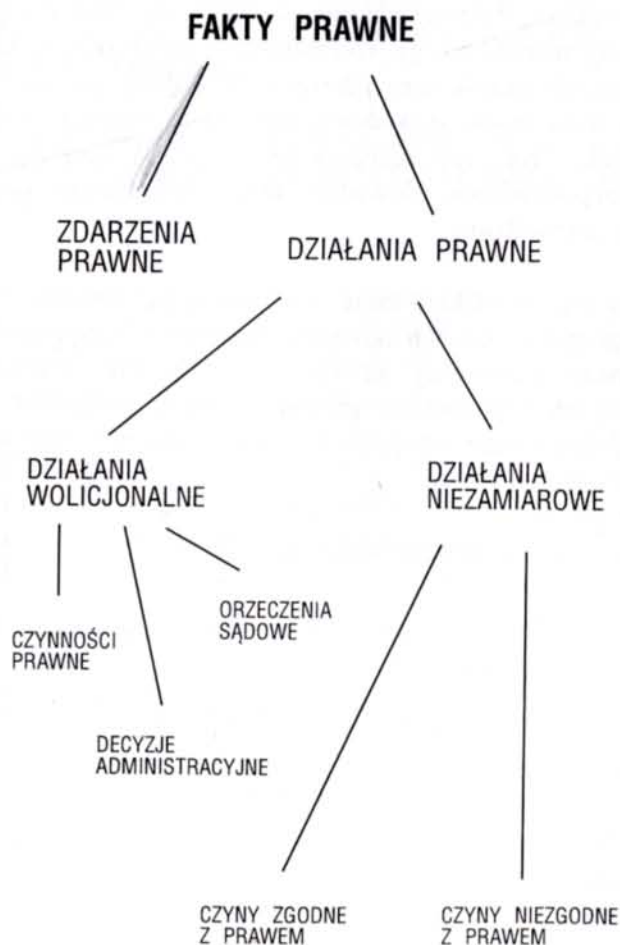 FAKTY PRAWNE
ZDARZENIA
PRAWNE
DZIAŁANIA PRAWNE
DZIAŁANIA
WOLICJONALNE
DZIAŁANIA
NIEZAMIAROWE
CZYNNOŚCI
PRAWNE
ORZECZENIA
SĄDOWE
DECYZJE
ADMINISTRACYJNE
CZYNY ZGODNE
Z PRAWEM
CZYNY NIEZGODNE
Z PRAWEM